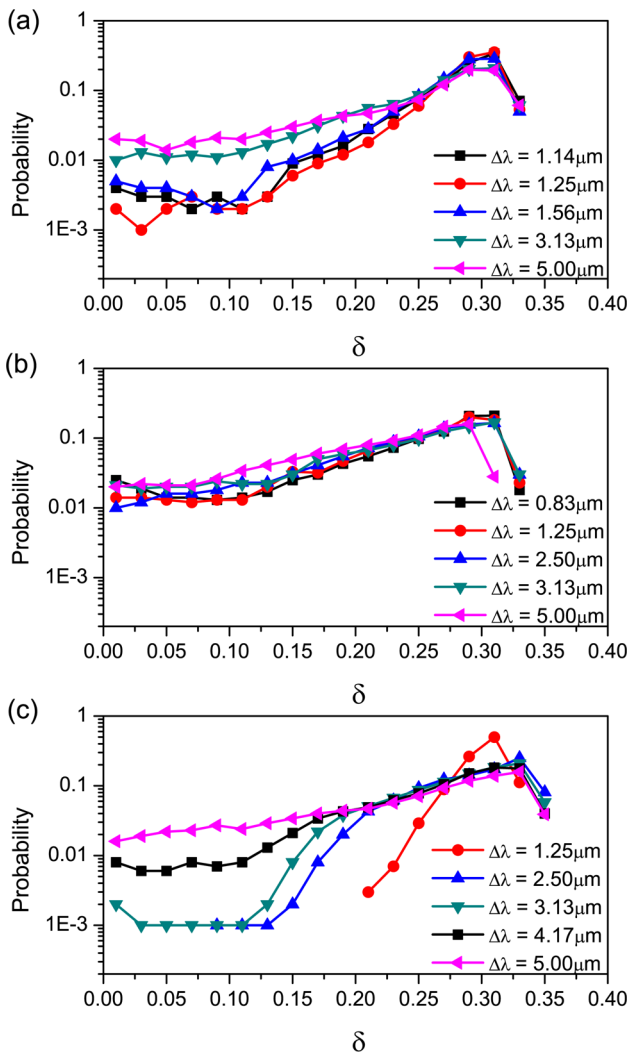 (a)
1
0.1
0.01
1E-3
Probability
Δλ = 1.14μm
Δλ = 1.25μm
Δλ = 1.56μm
Δλ = 3.13μm
Δλ = 5.00μm
0.00 0.05 0.10 0.15 0.20 0.25 0.30 0.35 0.40
δ
(b)
1
0.1
0.01
1E-3
Probability
Δλ = 0.83μm
Δλ = 1.25μm
Δλ = 2.50μm
Δλ = 3.13μm
Δλ = 5.00μm
0.00 0.05 0.10 0.15 0.20 0.25 0.30 0.35 0.40
δ
(c)
1
0.1
0.01
1E-3
Probability
Δλ = 1.25μm
Δλ = 2.50μm
Δλ = 3.13μm
Δλ = 4.17μm
Δλ = 5.00μm
0.00 0.05 0.10 0.15 0.20 0.25 0.30 0.35 0.40
δ